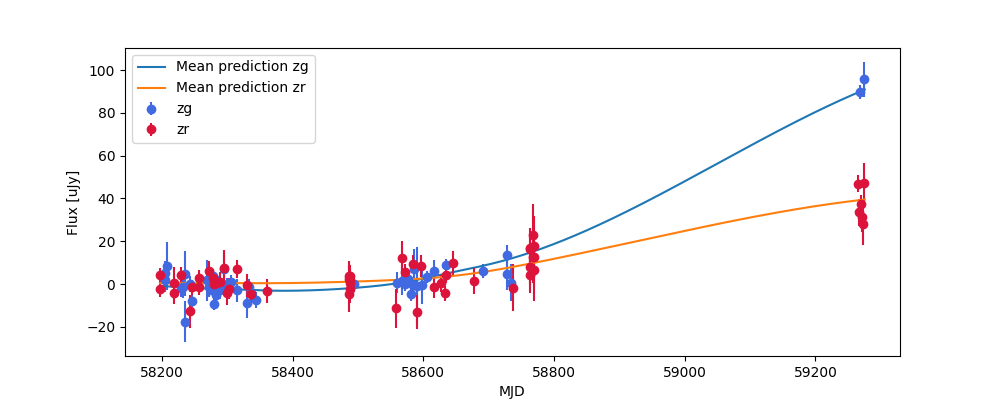 Mean prediction zg
Mean prediction zr
zg
zr
100
80
60
40
20
0
−20
Flux [uJy]
58200
58400
58600
58800
59000
59200
MJD